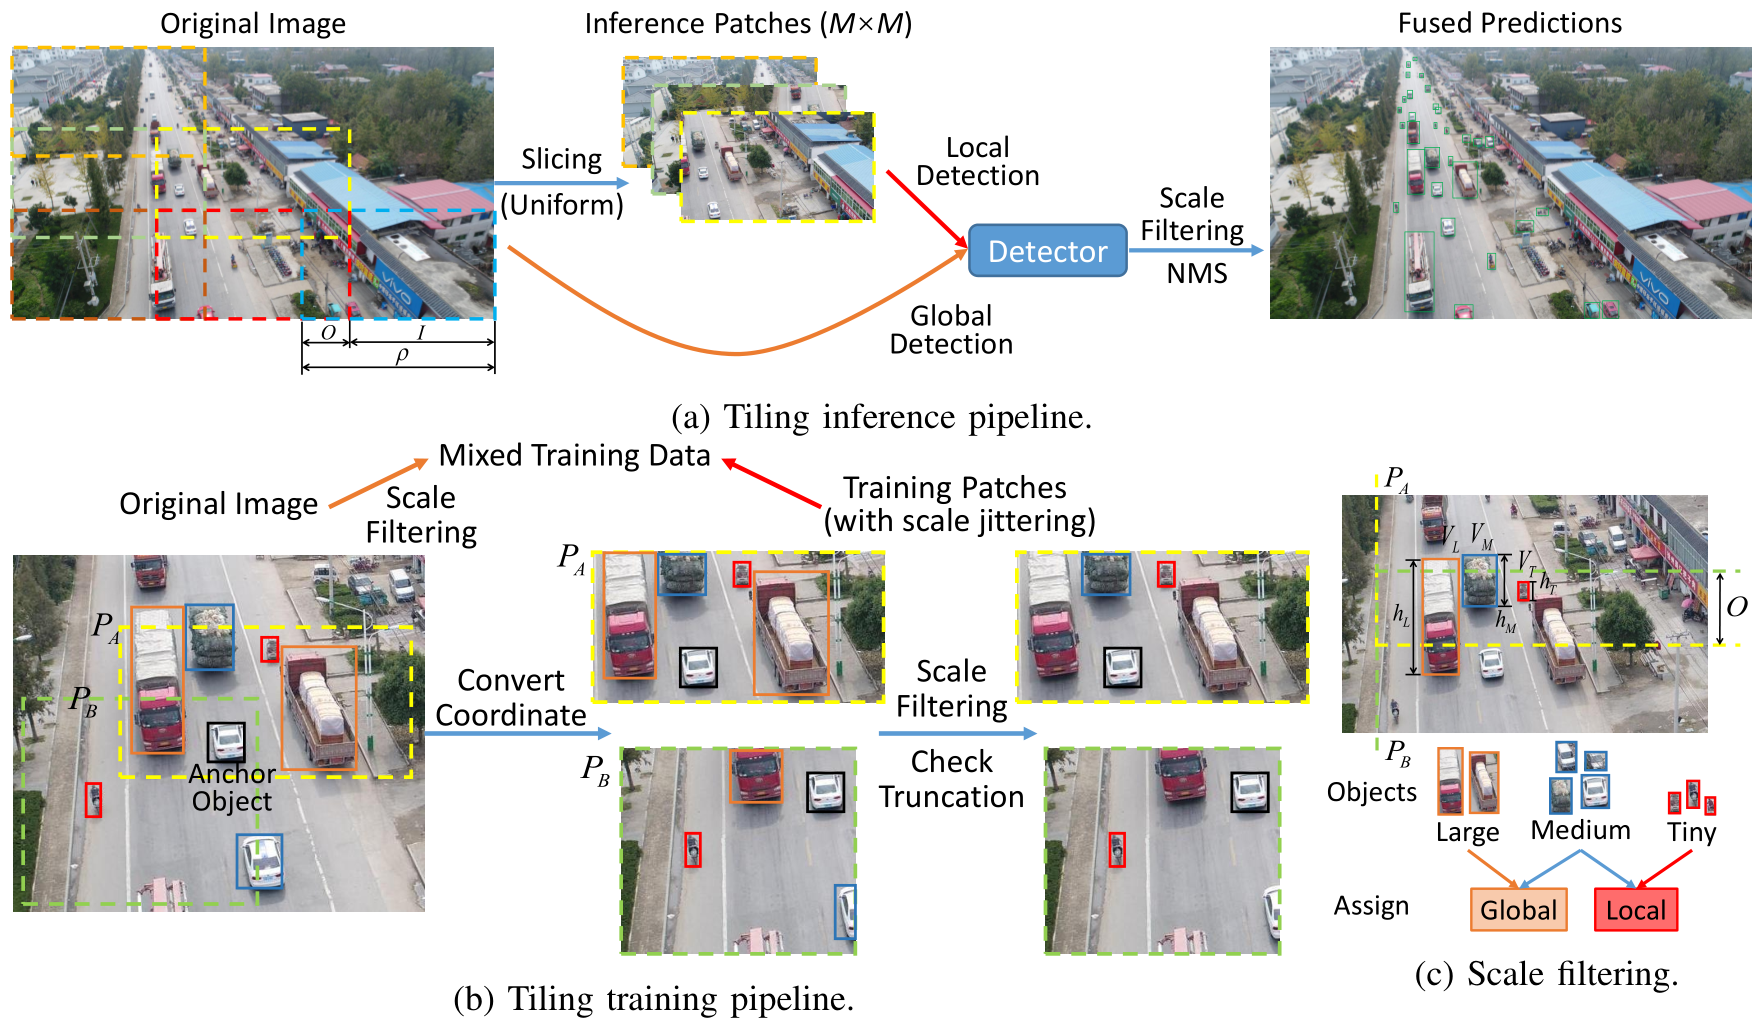 Original Image
Inference Patches (M×M)
Fused Predictions
Slicing
(Uniform)
Local
Detection
Detector
Scale
Filtering
NMS
Global
Detection
vivo
vivo
O
I
ρ
(a) Tiling inference pipeline.
Mixed Training Data
Original Image
Scale
Filtering
Training Patches
(with scale jittering)
P_A
P_B
Anchor
Object
Convert
Coordinate
P_A
P_B
Scale
Filtering
Check
Truncation
(b) Tiling training pipeline.
P_A
V_L
V_M
V_T
h_T
h_L
h_M
O
P_B
Objects
Large
Medium
Tiny
Assign
Global
Local
(c) Scale filtering.